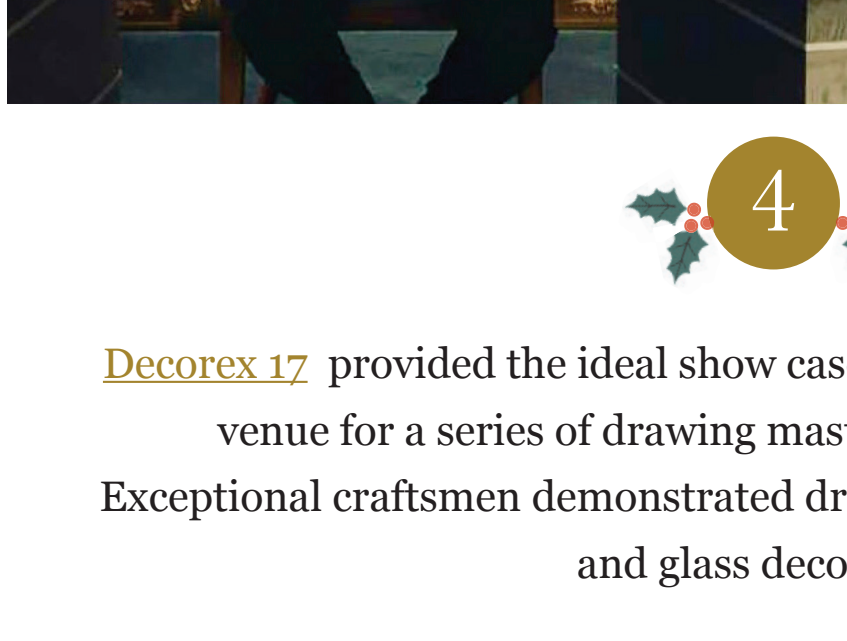 4
Decorex 17 provided the ideal show cas
venue for a series of drawing mas
Exceptional craftsmen demonstrated dr
and glass deco